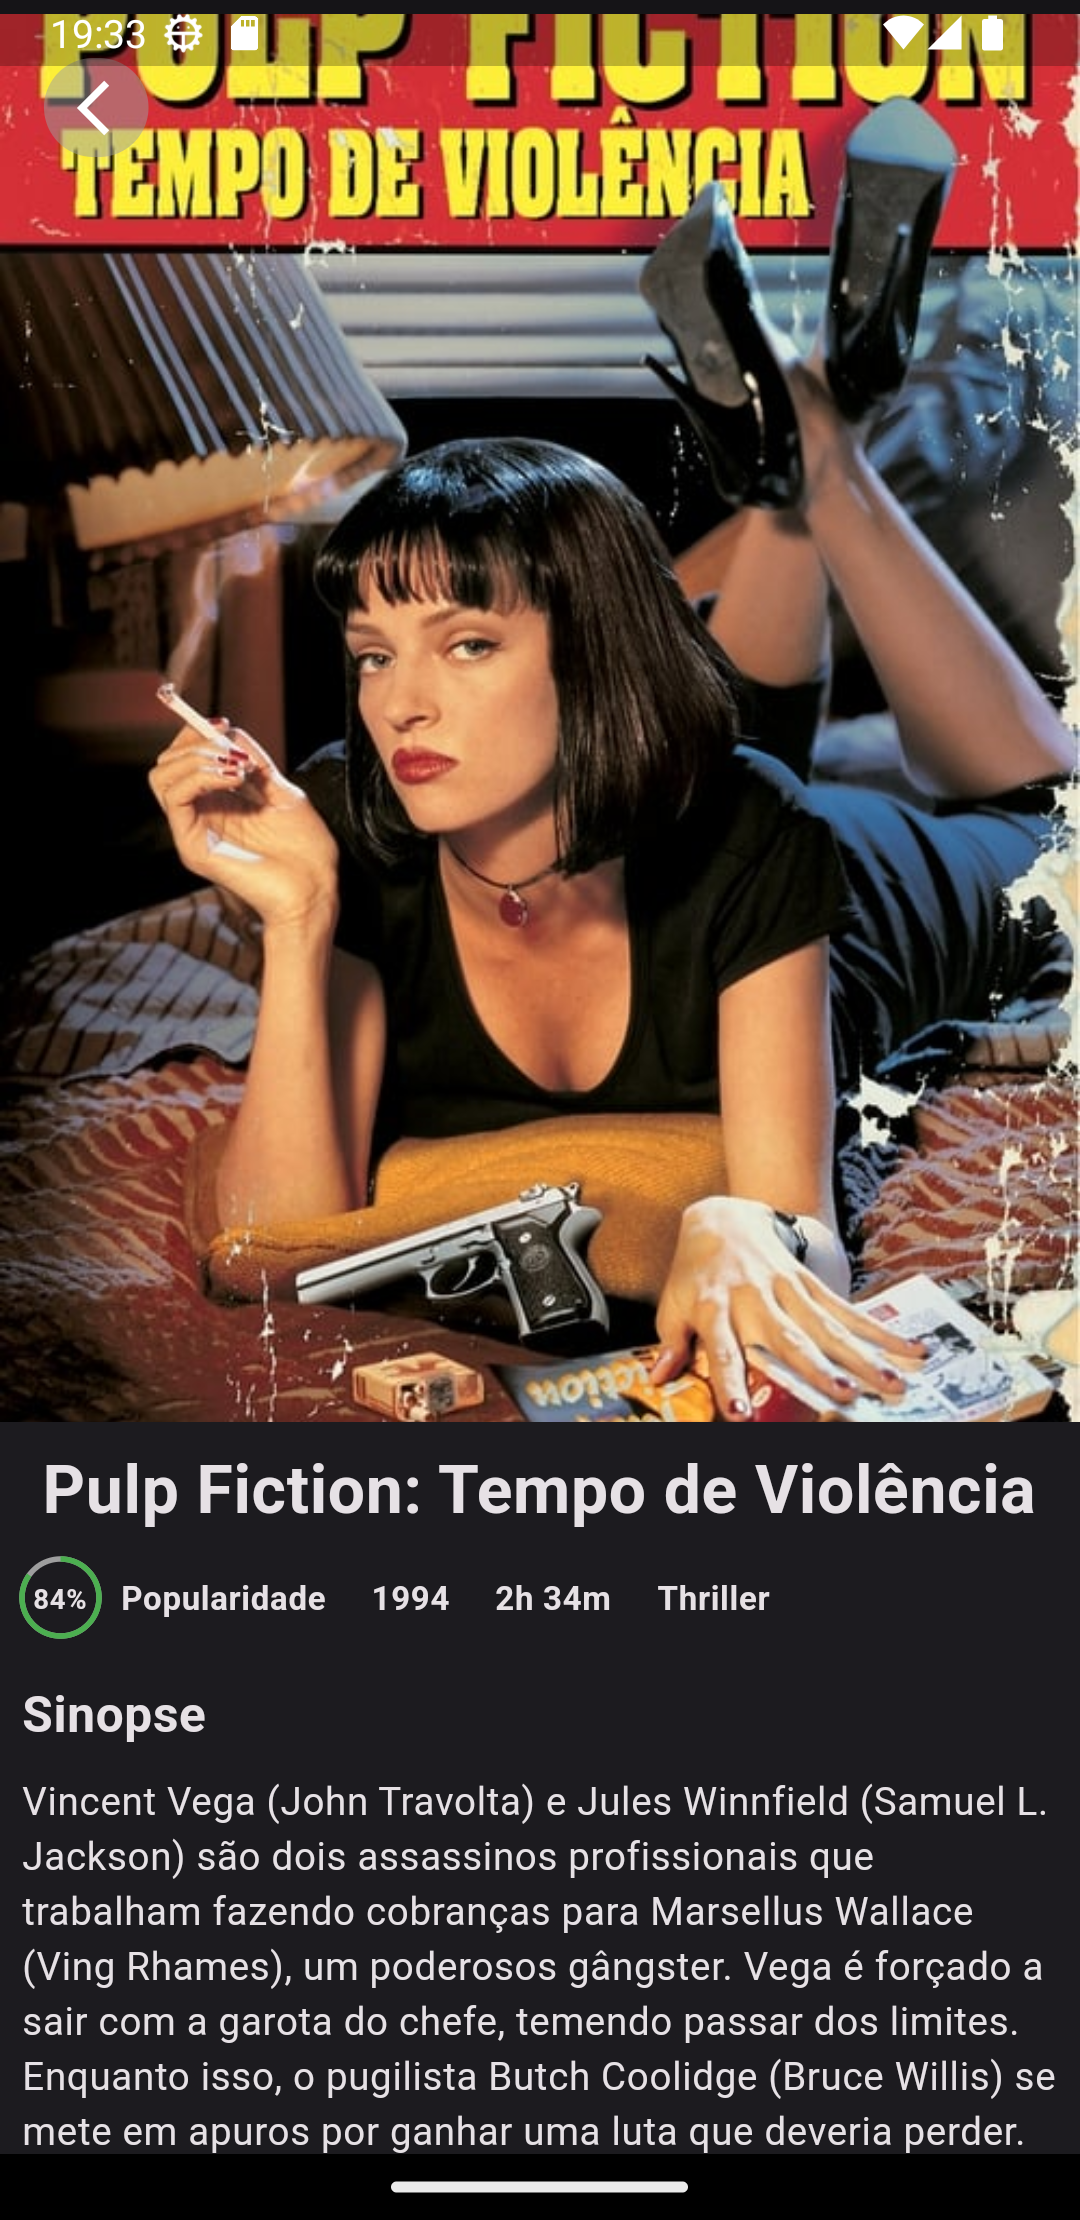 19:33
PULP FICTION
TEMPO DE VIOLÊNCIA
iction
Pulp Fiction: Tempo de Violência
84% Popularidade 1994 2h 34m Thriller
Sinopse
Vincent Vega (John Travolta) e Jules Winnfield (Samuel L.
Jackson) são dois assassinos profissionais que
trabalham fazendo cobranças para Marsellus Wallace
(Ving Rhames), um poderosos gângster. Vega é forçado a
sair com a garota do chefe, temendo passar dos limites.
Enquanto isso, o pugilista Butch Coolidge (Bruce Willis) se
mete em apuros por ganhar uma luta que deveria perder.